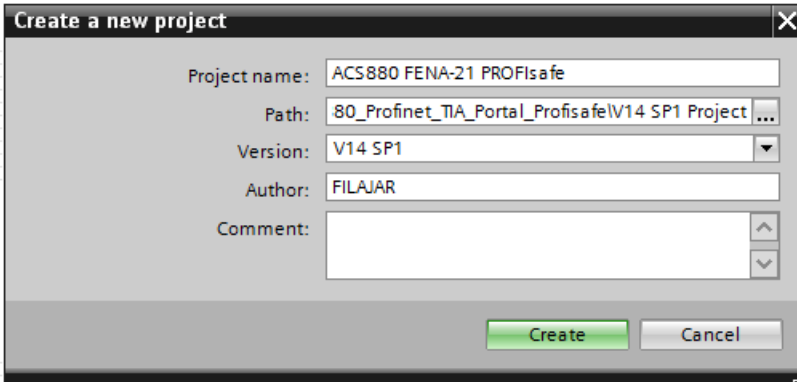 Create a new project
Project name: ACS880 FENA-21 PROFIsafe
Path: 80_Profinet_TIA_Portal_Profisafe\V14 SP1 Project ...
Version: V14 SP1
Author: FILAJAR
Comment:
Create Cancel